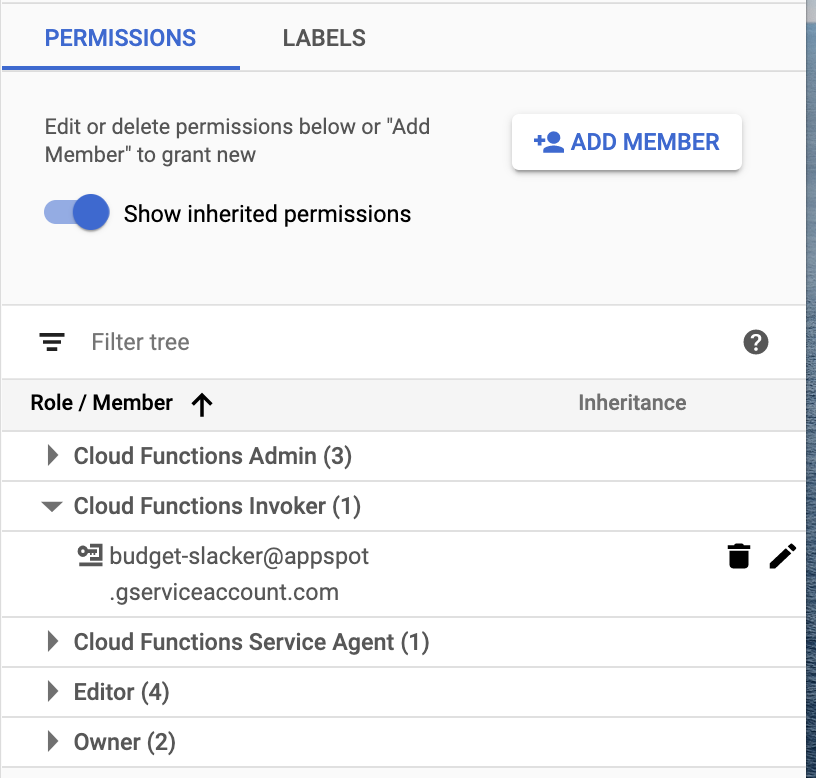 PERMISSIONS LABELS
Edit or delete permissions below or "Add
Member" to grant new
ADD MEMBER
Show inherited permissions
Filter tree
Role / Member Inheritance
Cloud Functions Admin (3)
Cloud Functions Invoker (1)
budget-slacker@appspot
.gserviceaccount.com
Cloud Functions Service Agent (1)
Editor (4)
Owner (2)